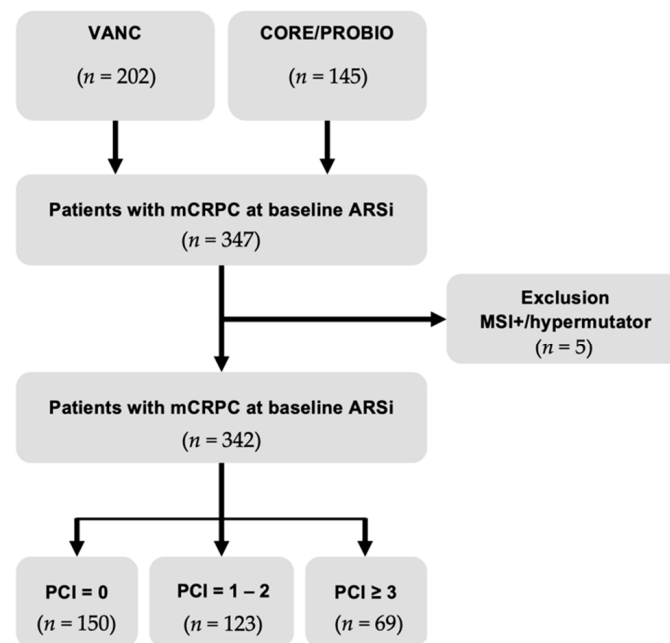 VANC
(n = 202)
CORE/PROBIO
(n = 145)
Patients with mCRPC at baseline ARSi
(n = 347)
Exclusion
MSI+/hypermutator
(n = 5)
Patients with mCRPC at baseline ARSi
(n = 342)
PCI = 0
(n = 150)
PCI = 1 – 2
(n = 123)
PCI ≥ 3
(n = 69)